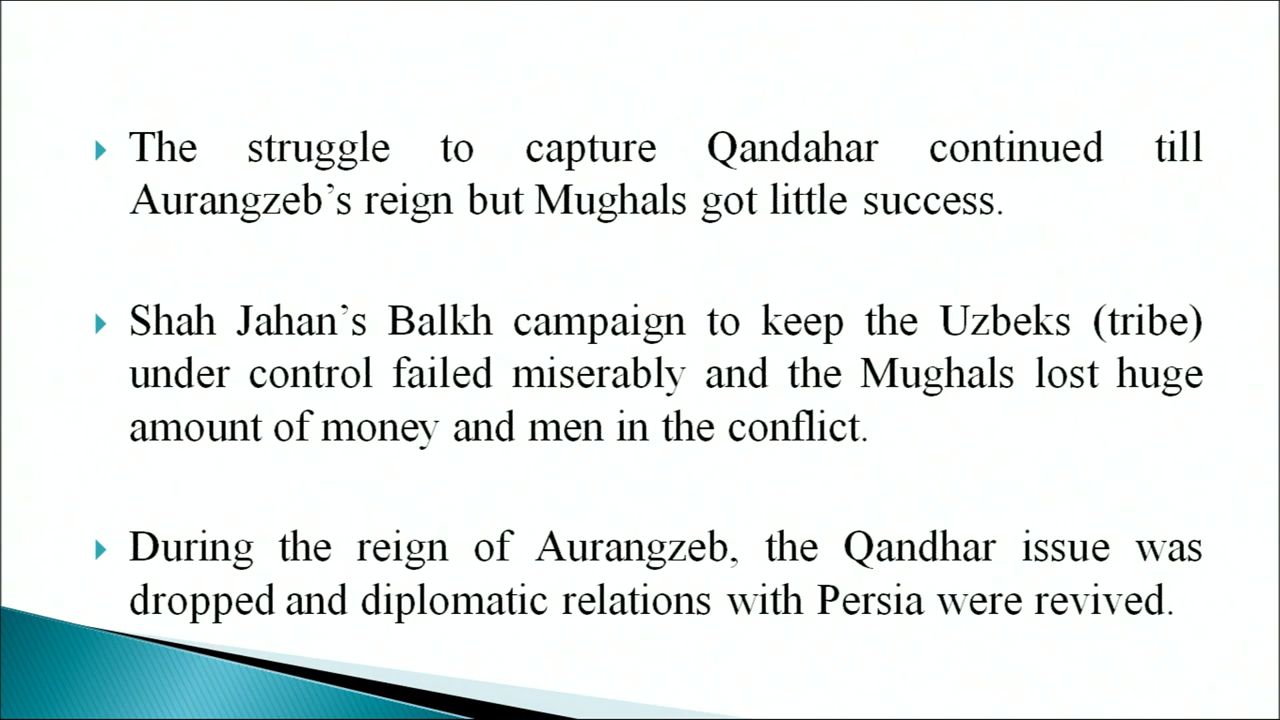 The struggle to capture Qandahar continued till
Aurangzeb’s reign but Mughals got little success.
Shah Jahan’s Balkh campaign to keep the Uzbeks (tribe)
under control failed miserably and the Mughals lost huge
amount of money and men in the conflict.
During the reign of Aurangzeb, the Qandhar issue was
dropped and diplomatic relations with Persia were revived.